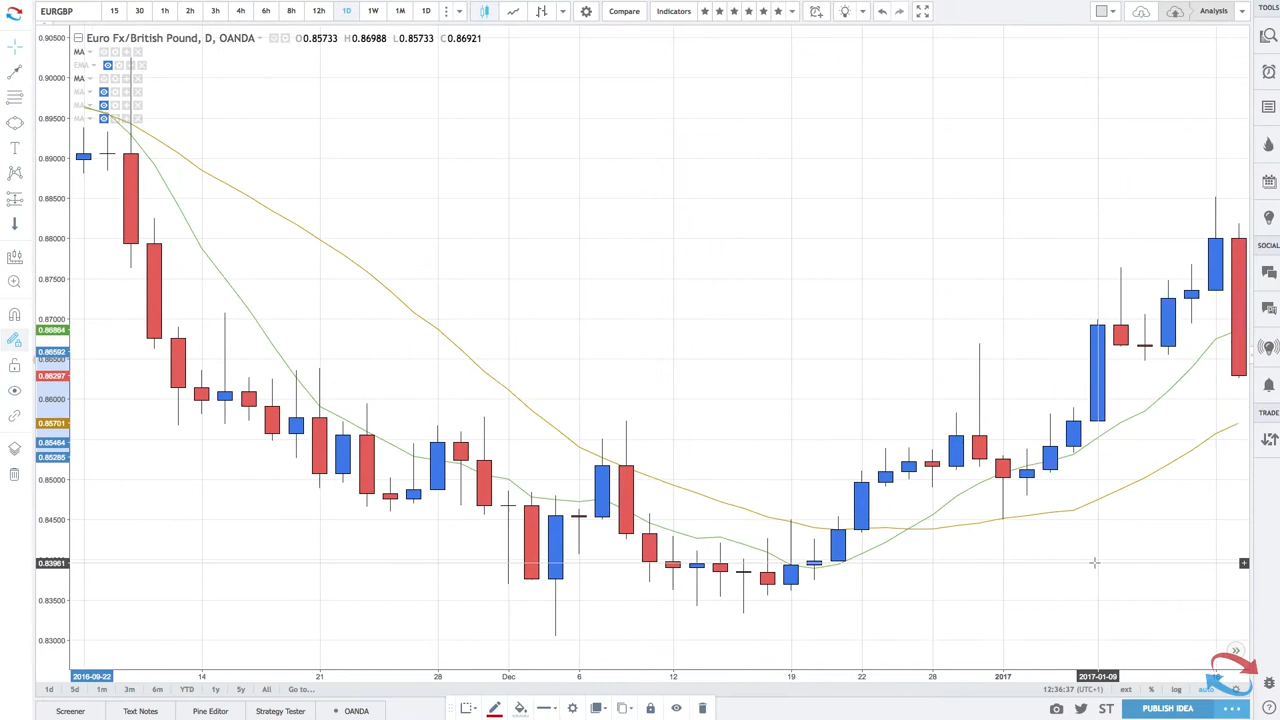 EURGBP 15 30 1h 2h 4h 6h 8h 12h 1D 1W 1M D Compare Indicators Analysis TOOLS
Euro Fx/British Pound, D, OANDA O0.85733 H0.86988 L0.85733 C0.86921
MA
EMA
MA
MA
MA
MA
0.90500
0.90000
0.89500
0.89000
0.88500
0.88000
0.87500
0.87000
0.86864
0.86592
0.86297
0.86000
0.85701
0.85464
0.85285
0.85000
0.84500
0.83961
0.83500
0.83000
SOCIAL
TRADE
2016-09-22 14 21 28 Dec 6 12 19 22 28 2017 2017-01-09 16
1d 5d 1m 3m 6m YTD 1y 5y All Go to... 12:36:37 (UTC+1) ext % log auto
Screener Text Notes Pine Editor Strategy Tester OANDA ST PUBLISH IDEA